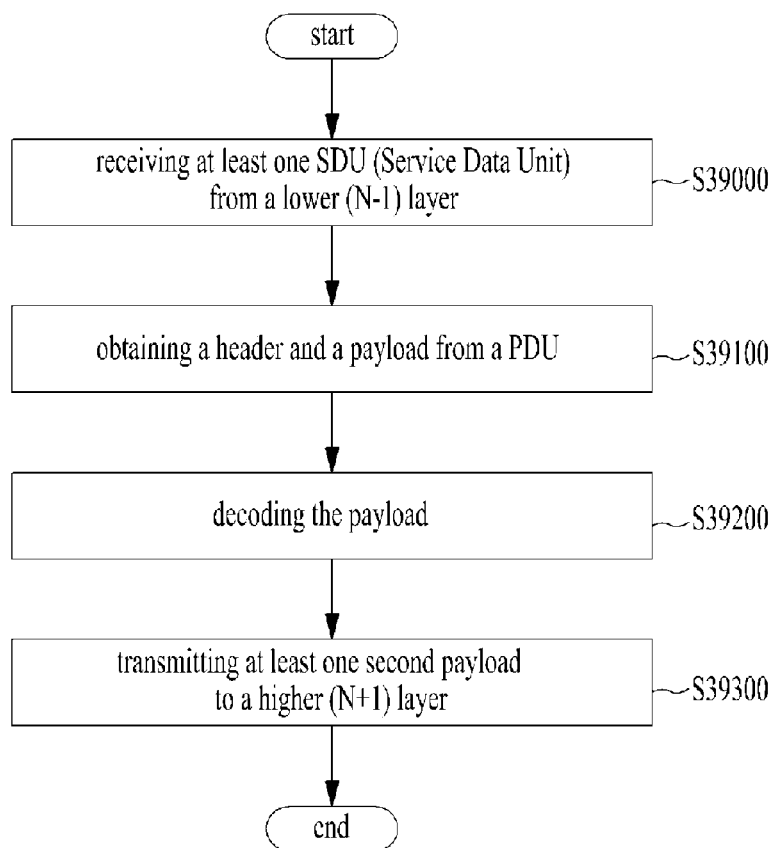 start
receiving at least one SDU (Service Data Unit)
from a lower (N-1) layer
S39000
obtaining a header and a payload from a PDU
S39100
decoding the payload
S39200
transmitting at least one second payload
to a higher (N+1) layer
S39300
end